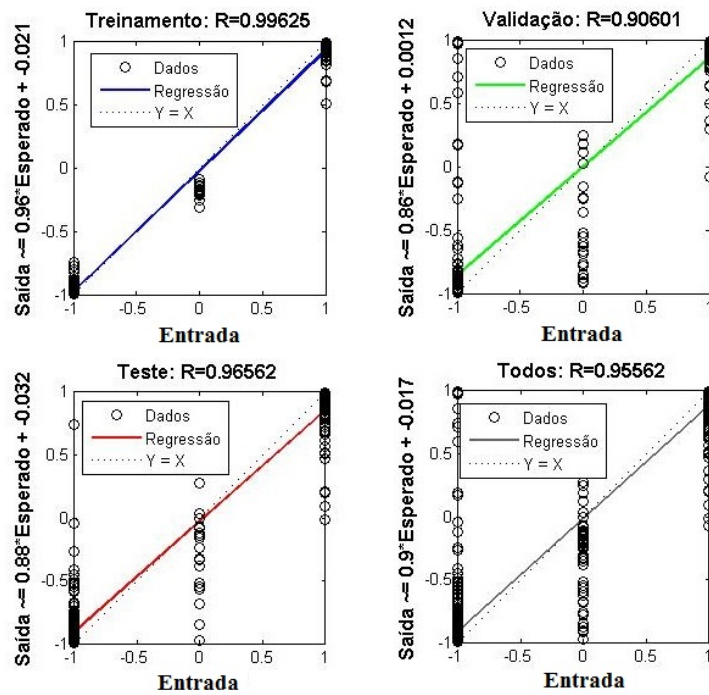 Treinamento: R=0.99625
Saída ~= 0.96*Esperado + -0.021
1
0.5
0
-0.5
-1
Dados
Regressão
Y = X
-1
-0.5
0
0.5
1
Entrada
Validação: R=0.90601
Saída ~= 0.86*Esperado + 0.0012
1
0.5
0
-0.5
-1
Dados
Regressão
Y = X
-1
-0.5
0
0.5
1
Entrada
Teste: R=0.96562
Saída ~= 0.88*Esperado + -0.032
1
0.5
0
-0.5
-1
Dados
Regressão
Y = X
-1
-0.5
0
0.5
1
Entrada
Todos: R=0.95562
Saída ~= 0.9*Esperado + -0.017
1
0.5
0
-0.5
-1
Dados
Regressão
Y = X
-1
-0.5
0
0.5
1
Entrada